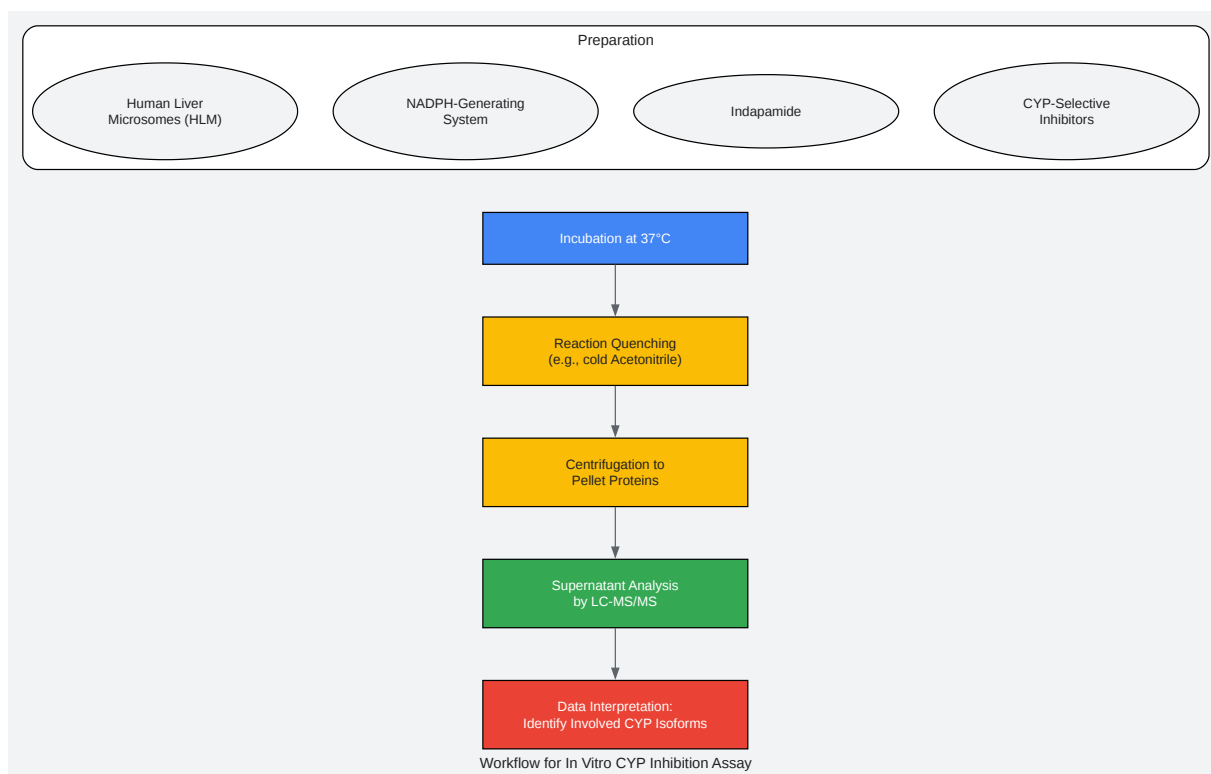 Preparation
Human Liver
Microsomes (HLM)
NADPH-Generating
System
Indapamide
CYP-Selective
Inhibitors
Incubation at 37°C
Reaction Quenching
(e.g., cold Acetonitrile)
Centrifugation to
Pellet Proteins
Supernatant Analysis
by LC-MS/MS
Data Interpretation:
Identify Involved CYP Isoforms
Workflow for In Vitro CYP Inhibition Assay